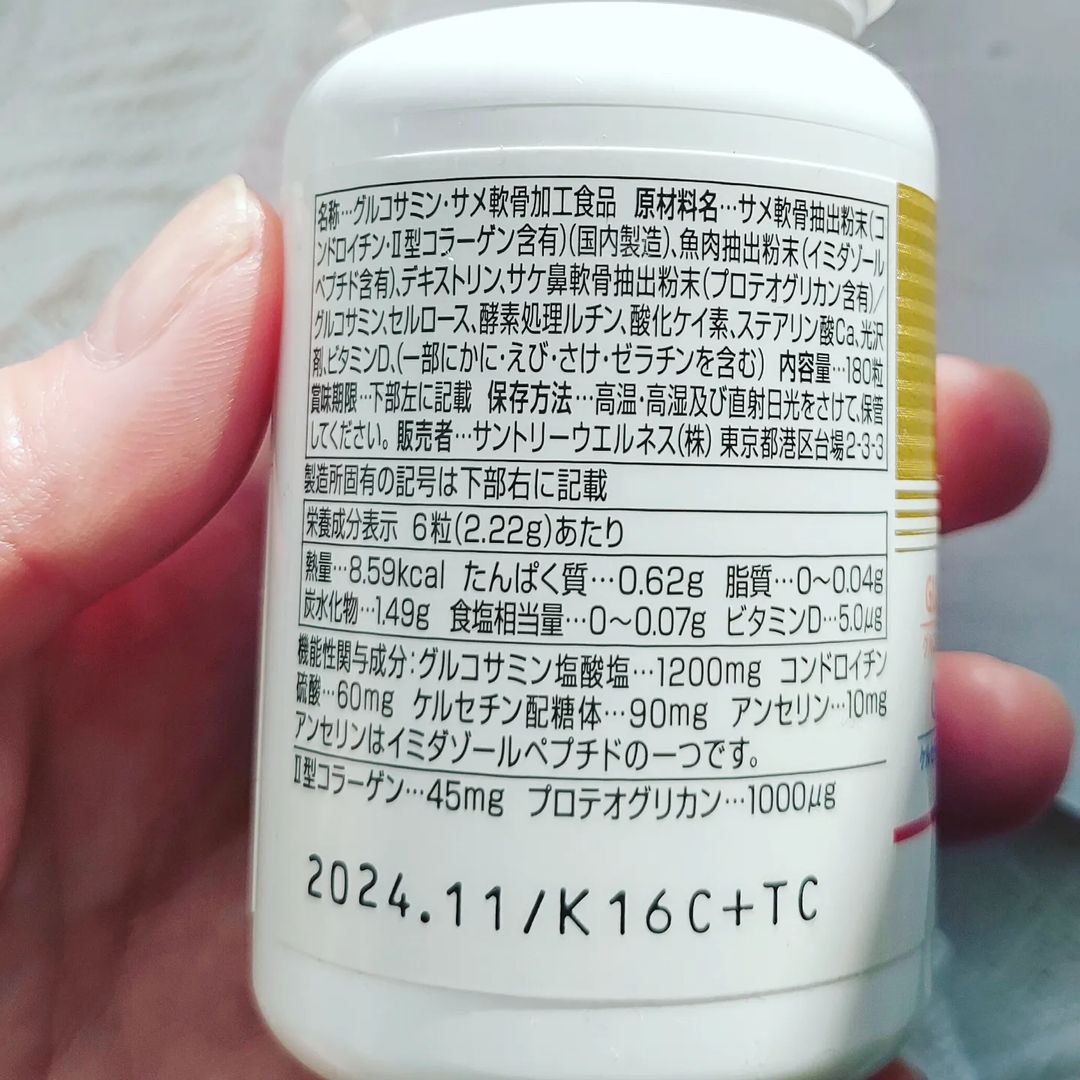 名称…グルコサミン・サメ軟骨加工食品 原材料名…サメ軟骨抽出粉末(コ
ンドロイチン・Ⅱ型コラーゲン含有)(国内製造)、魚肉抽出粉末(イミダゾール
ペプチド含有)、デキストリン、サケ鼻軟骨抽出粉末(プロテオグリカン含有)/
グルコサミン、セルロース、酵素処理ルチン、酸化ケイ素、ステアリン酸Ca、光沢
剤、ビタミンD、(一部にかに・えび・さけ・ゼラチンを含む) 内容量…180粒
賞味期限…下部左に記載 保存方法…高温・高湿及び直射日光をさけて、保管
してください。 販売者…サントリーウエルネス(株) 東京都港区台場2-3-3
製造所固有の記号は下部右に記載
栄養成分表示 6粒(2.22g)あたり
熱量…8.59kcal たんぱく質…0.62g 脂質…0〜0.04g
炭水化物…1.49g 食塩相当量…0〜0.07g ビタミンD…5.0μg
機能性関与成分:グルコサミン塩酸塩…1200mg コンドロイチン
硫酸…60mg ケルセチン配糖体…90mg アンセリン…10mg
アンセリンはイミダゾールペプチドの一つです。
Ⅱ型コラーゲン…45mg プロテオグリカン…1000μg
2024.11/K16C+TC